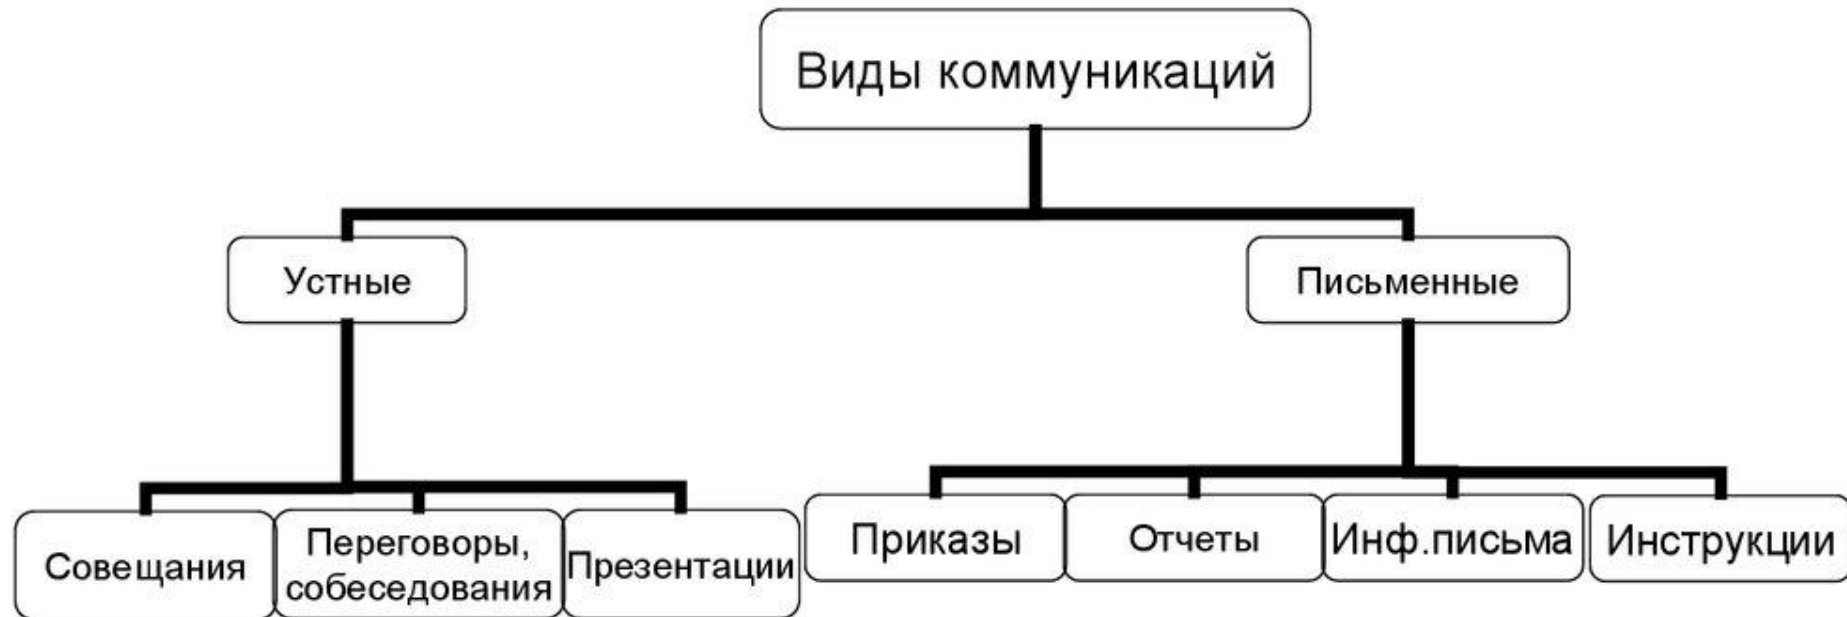 Виды коммуникаций
Устные
Письменные
Совещания
Переговоры,
собеседования
Презентации
Приказы
Отчеты
Инф.письма
Инструкции